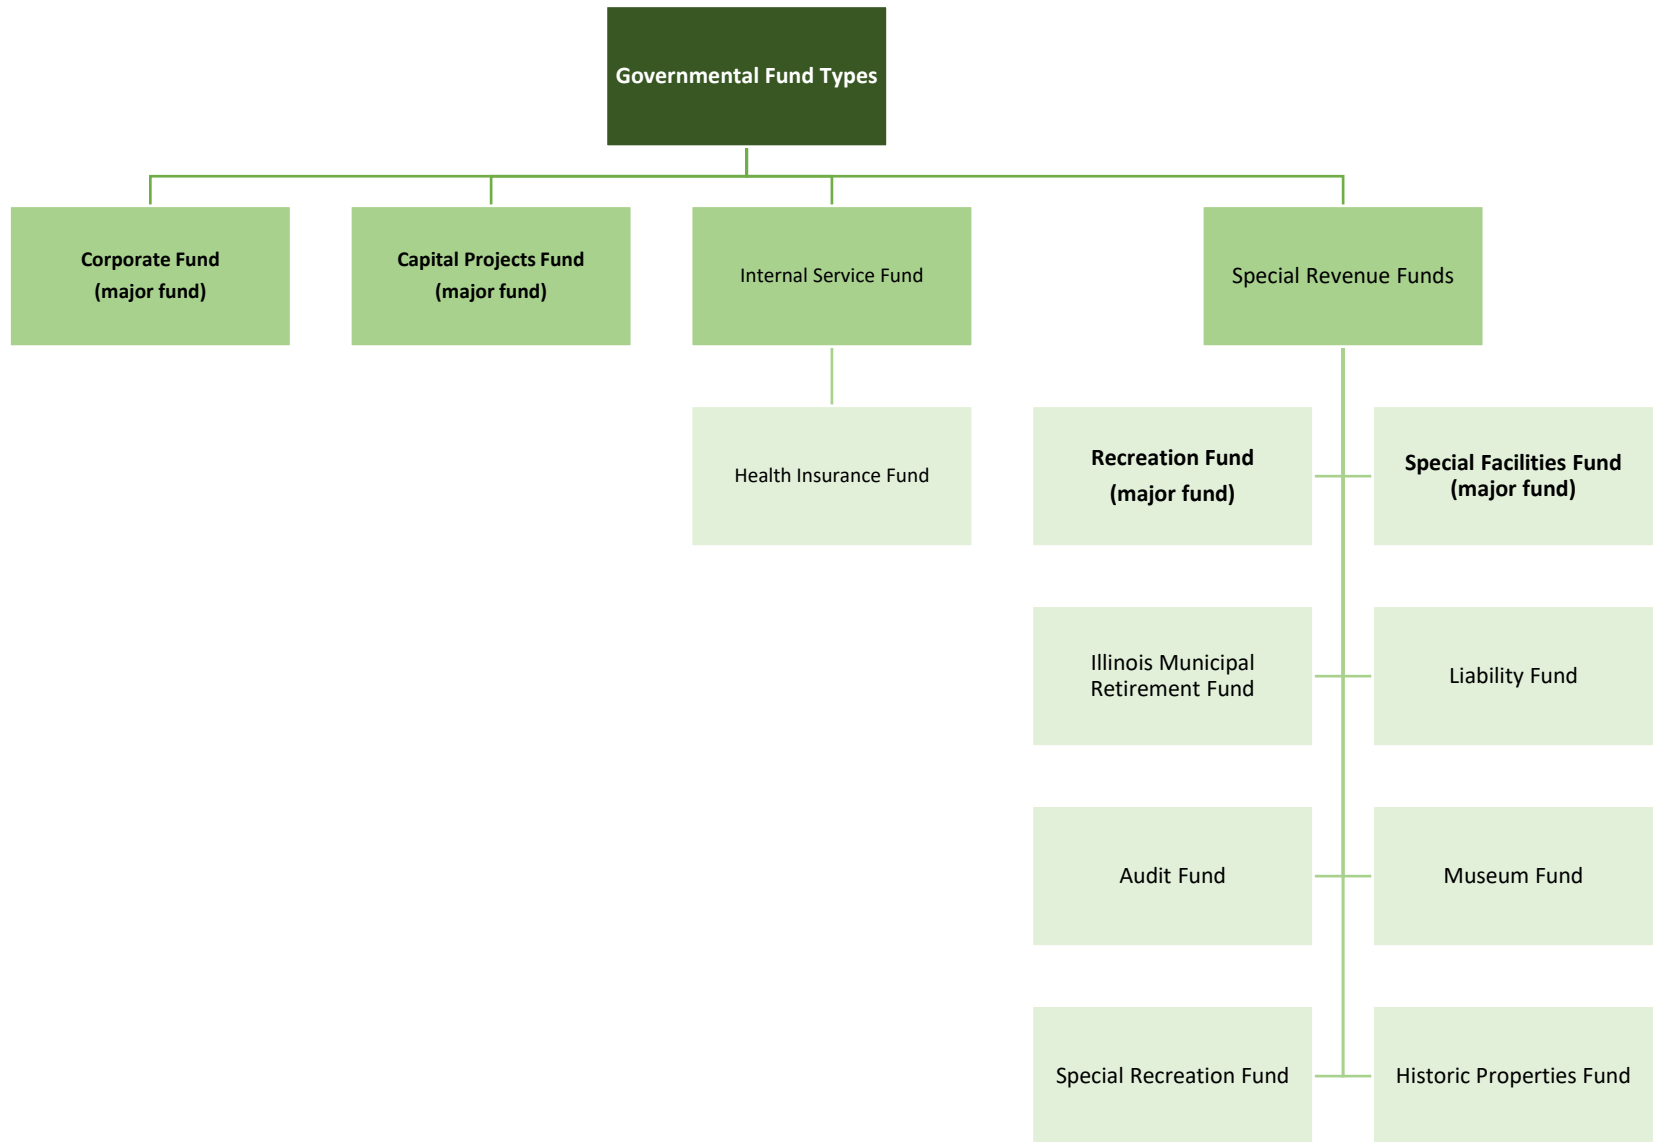 Governmental Fund Types
Corporate Fund
(major fund)
Capital Projects Fund
(major fund)
Internal Service Fund
Special Revenue Funds
Health Insurance Fund
Recreation Fund
(major fund)
Special Facilities Fund
(major fund)
Illinois Municipal
Retirement Fund
Liability Fund
Audit Fund
Museum Fund
Special Recreation Fund
Historic Properties Fund